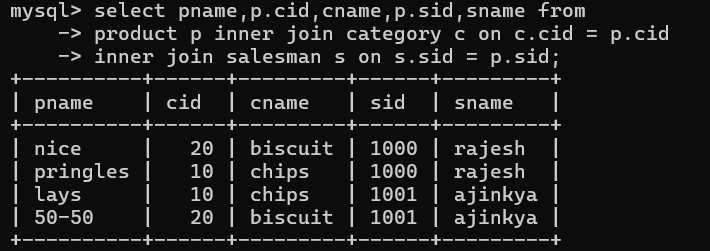 mysql> select pname,p.cid,cname,p.sid,sname from
    -> product p inner join category c on c.cid = p.cid
    -> inner join salesman s on s.sid = p.sid;
+----------+------+---------+------+---------+
| pname    | cid  | cname   | sid  | sname   |
+----------+------+---------+------+---------+
| nice     |   20 | biscuit | 1000 | rajesh  |
| pringles |   10 | chips   | 1000 | rajesh  |
| lays     |   10 | chips   | 1001 | ajinkya |
| 50-50    |   20 | biscuit | 1001 | ajinkya |
+----------+------+---------+------+---------+